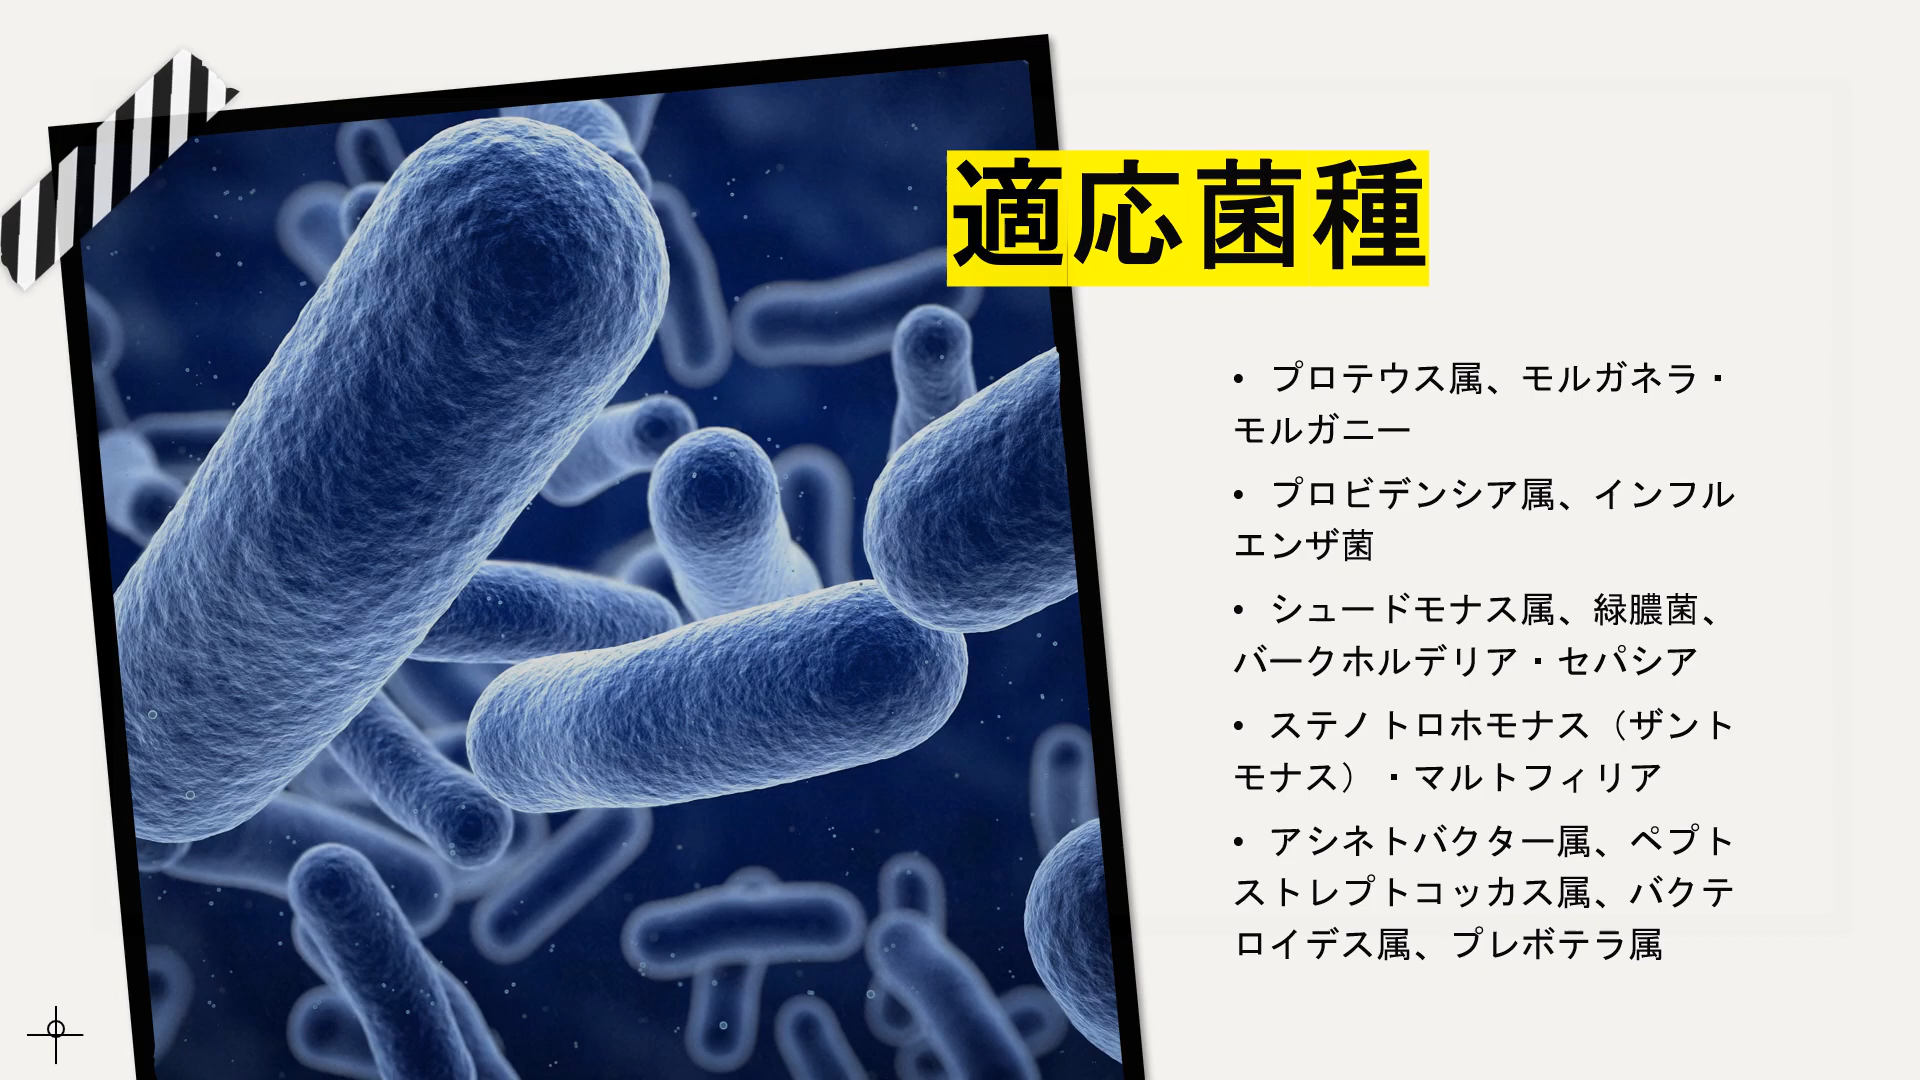 適応菌種
• プロテウス属、モルガネラ・
モルガニー
• プロビデンシア属、インフル
エンザ菌
• シュードモナス属、緑膿菌、
バークホルデリア・セパシア
• ステノトロホモナス（ザント
モナス）・マルトフィリア
• アシネトバクター属、ペプト
ストレプトコッカス属、バクテ
ロイデス属、プレボテラ属